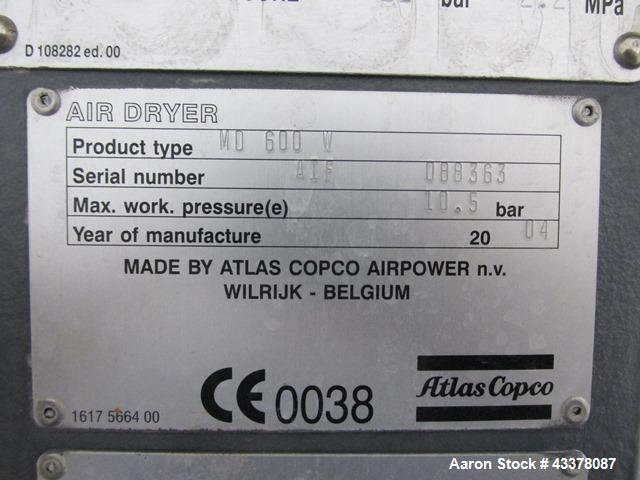 bar MPa
D 108282 ed. 00
AIR DRYER
Product type MD 600 W
Serial number AIF 088363
Max. work. pressure(e) 10.5 bar
Year of manufacture 20 04
MADE BY ATLAS COPCO AIRPOWER n.v.
WILRIJK - BELGIUM
CE 0038
Atlas Copco
1617 5664 00
Aaron Stock # 43378087